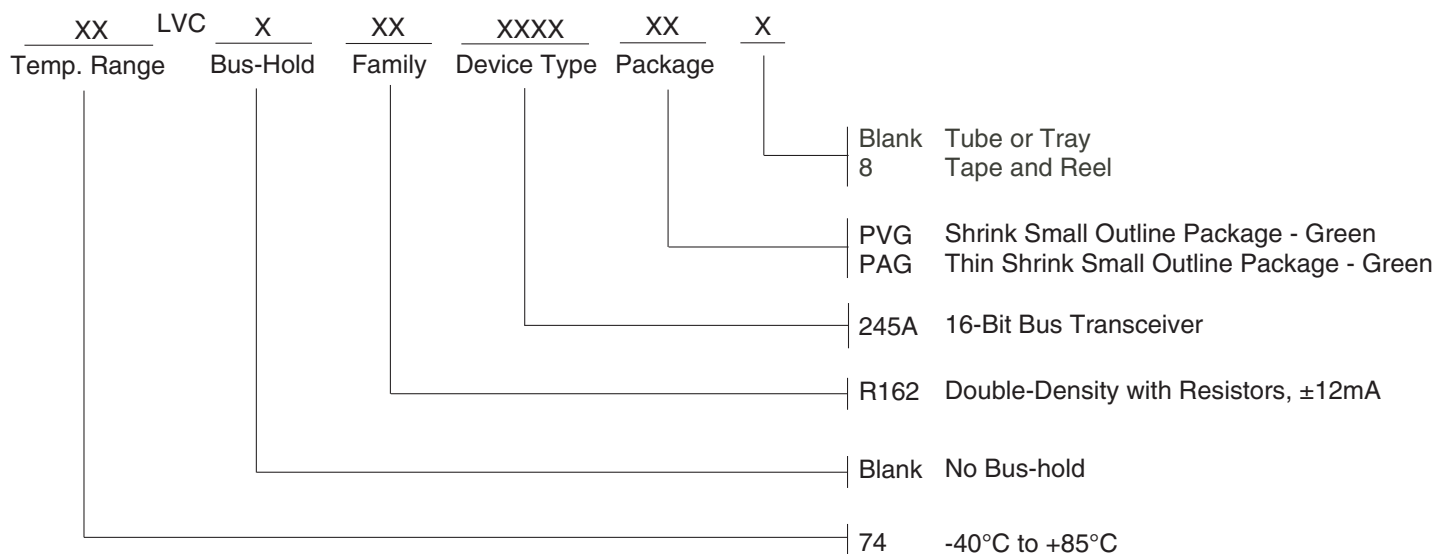 XX LVC X XX XXXX XX X
Temp. Range Bus-Hold Family Device Type Package
Blank Tube or Tray
8 Tape and Reel
PVG Shrink Small Outline Package - Green
PAG Thin Shrink Small Outline Package - Green
245A 16-Bit Bus Transceiver
R162 Double-Density with Resistors, ±12mA
Blank No Bus-hold
74 -40°C to +85°C